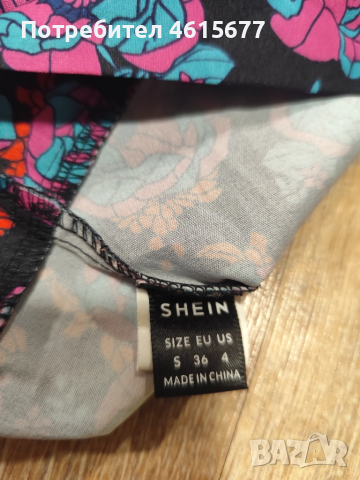 Потребител 4615677
SHEIN
SIZE EU US
S 36 4
MADE IN CHINA
BAZAR